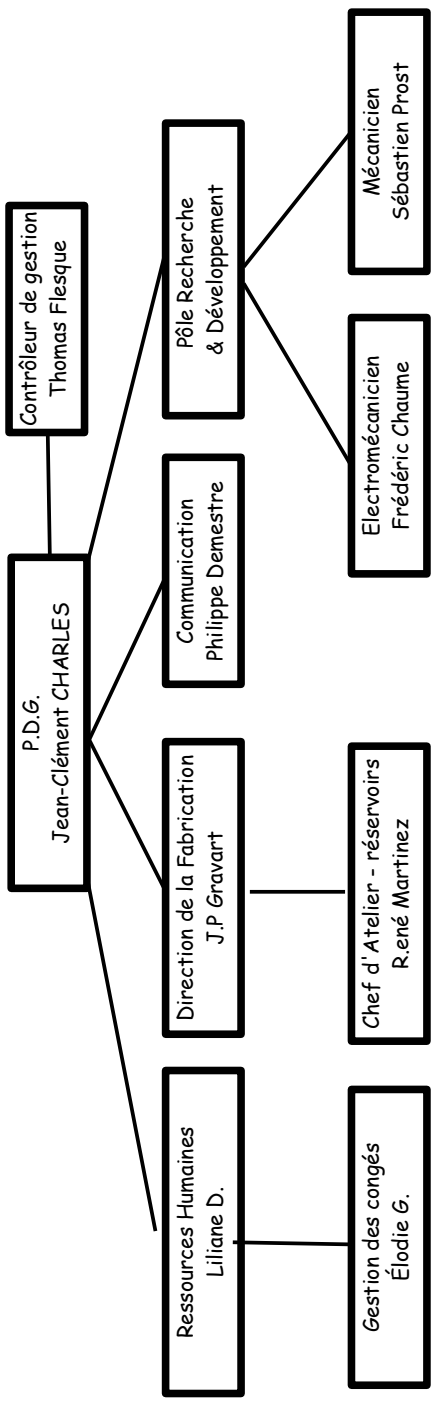 P.D.G.
Jean-Clément CHARLES
Contrôleur de gestion
Thomas Flesque
Ressources Humaines
Liliane D.
Direction de la Fabrication
J.P Gravart
Communication
Philippe Demestre
Pôle Recherche
& Développement
Gestion des congés
Élodie G.
Chef d'Atelier - réservoirs
R.ené Martinez
Electromécanicien
Frédéric Chaume
Mécanicien
Sébastien Prost